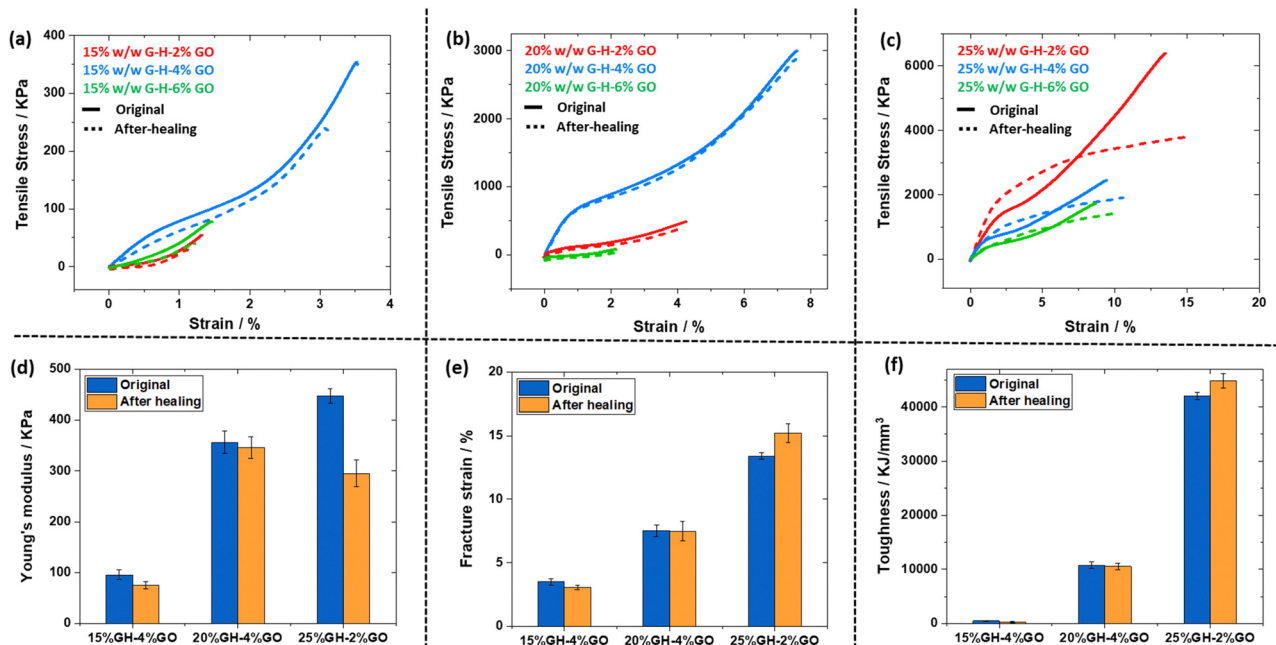 (a)
15% w/w G-H-2% GO
15% w/w G-H-4% GO
15% w/w G-H-6% GO
Original
After-healing
Tensile Stress / KPa
400
350
300
250
200
150
100
50
0
0 1 2 3 4
Strain / %
(b)
20% w/w G-H-2% GO
20% w/w G-H-4% GO
20% w/w G-H-6% GO
Original
After-healing
Tensile Stress / KPa
3000
2000
1000
0
0 2 4 6 8
Strain / %
(c)
25% w/w G-H-2% GO
25% w/w G-H-4% GO
25% w/w G-H-6% GO
Original
After-healing
Tensile Stress / KPa
6000
4000
2000
0
0 5 10 15 20
Strain / %
(d)
Original
After healing
Young's modulus / KPa
500
400
300
200
100
0
15%GH-4%GO 20%GH-4%GO 25%GH-2%GO
(e)
Original
After healing
Fracture strain / %
20
15
10
5
0
15%GH-4%GO 20%GH-4%GO 25%GH-2%GO
(f)
Original
After healing
Toughness / KJ/mm³
40000
30000
20000
10000
0
15%GH-4%GO 20%GH-4%GO 25%GH-2%GO